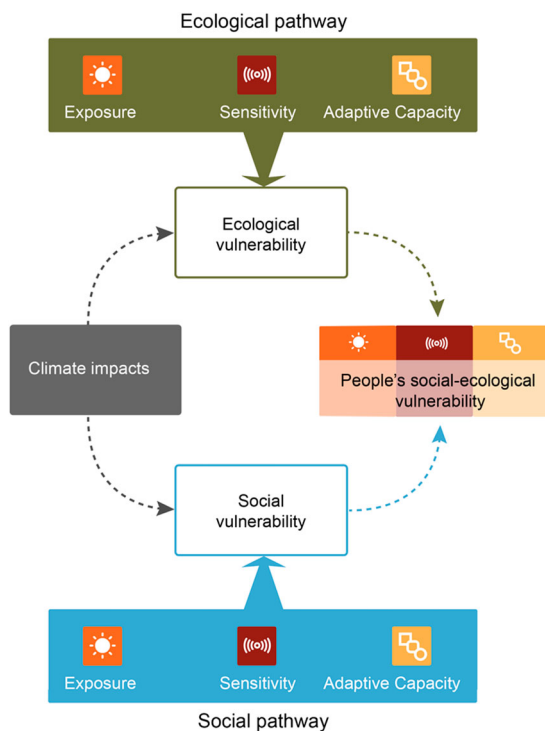 Ecological pathway
Exposure
Sensitivity
Adaptive Capacity
Ecological
vulnerability
Climate impacts
People's social-ecological
vulnerability
Social
vulnerability
Exposure
Sensitivity
Adaptive Capacity
Social pathway